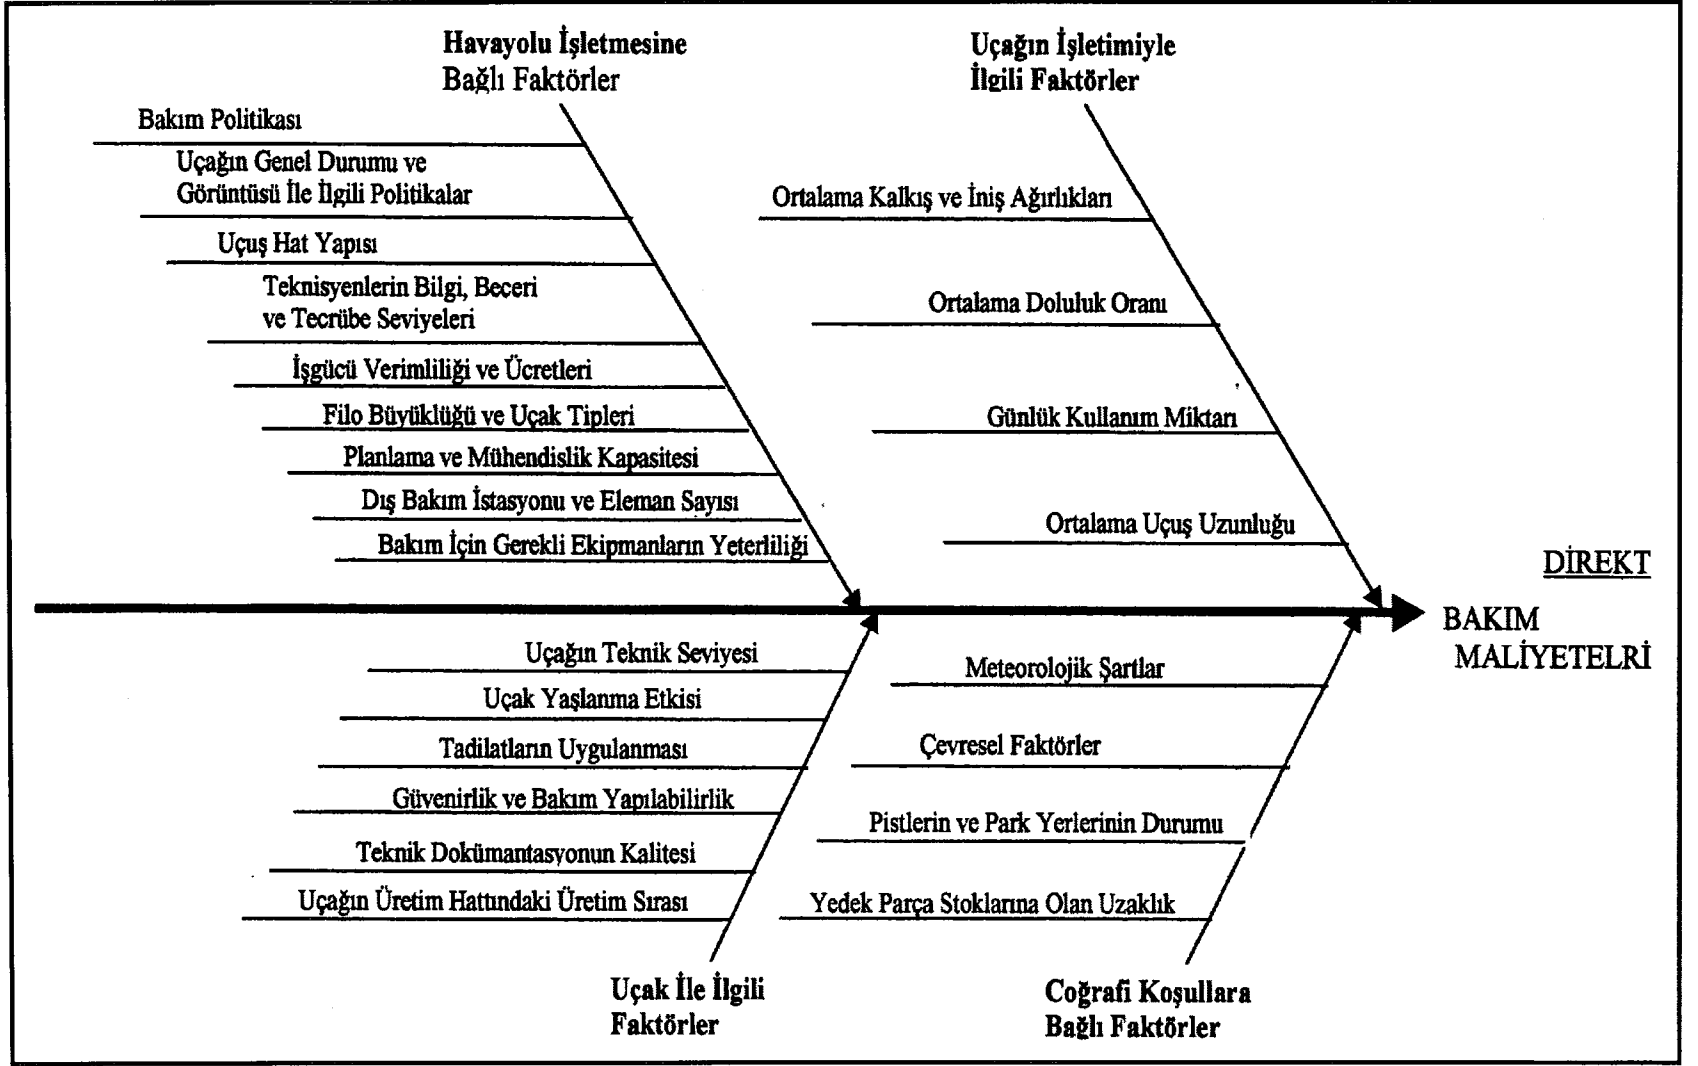 Havayolu İşletmesine
Bağlı Faktörler
Bakım Politikası
Uçağın Genel Durumu ve
Görüntüsü İle İlgili Politikalar
Uçuş Hat Yapısı
Teknisyenlerin Bilgi, Beceri
ve Tecrübe Seviyeleri
İşgücü Verimliliği ve Ücretleri
Filo Büyüklüğü ve Uçak Tipleri
Planlama ve Mühendislik Kapasitesi
Dış Bakım İstasyonu ve Eleman Sayısı
Bakım İçin Gerekli Ekipmanların Yeterliliği
Uçağın İşletimiyle
İlgili Faktörler
Ortalama Kalkış ve İniş Ağırlıkları
Ortalama Doluluk Oranı
Günlük Kullanım Miktarı
Ortalama Uçuş Uzunluğu
DİREKT
BAKIM
MALİYETELRİ
Uçağın Teknik Seviyesi
Uçak Yaşlanma Etkisi
Tadilatların Uygulanması
Güvenirlik ve Bakım Yapılabilirlik
Teknik Dokümantasyonun Kalitesi
Uçağın Üretim Hattındaki Üretim Sırası
Uçak İle İlgili
Faktörler
Meteorolojik Şartlar
Çevresel Faktörler
Pistlerin ve Park Yerlerinin Durumu
Yedek Parça Stoklarına Olan Uzaklık
Coğrafi Koşullara
Bağlı Faktörler